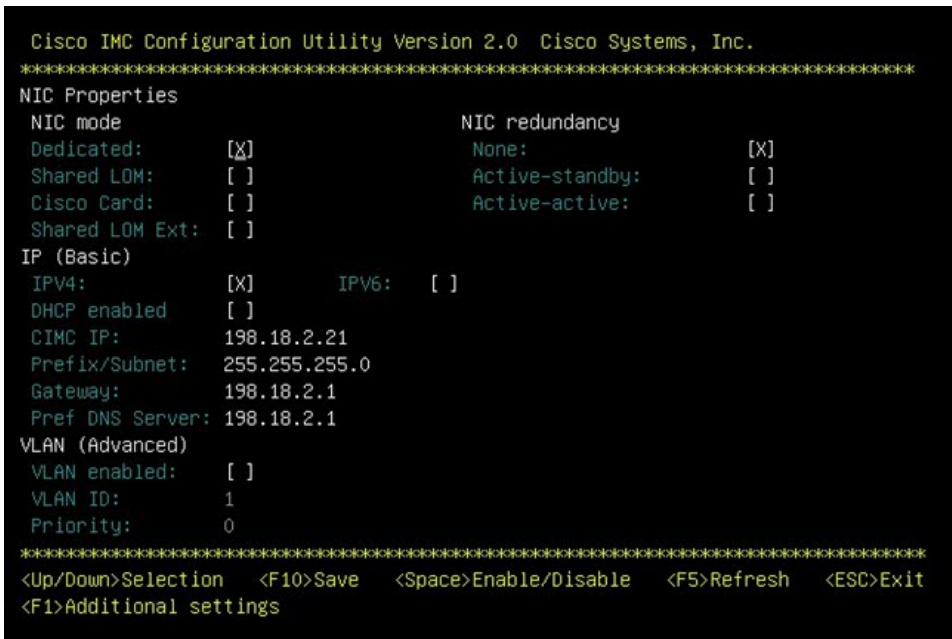 Cisco IMC Configuration Utility Version 2.0  Cisco Systems, Inc.
**************************************************************************************
NIC Properties
NIC mode                                NIC redundancy
Dedicated:        [X]                    None:                    [X]
Shared LOM:       [ ]                    Active-standby:          [ ]
Cisco Card:       [ ]                    Active-active:           [ ]
Shared LOM Ext:   [ ]
IP (Basic)
IPV4:             [X]       IPV6:   [ ]
DHCP enabled      [ ]
CIMC IP:          198.18.2.21
Prefix/Subnet:    255.255.255.0
Gateway:          198.18.2.1
Pref DNS Server:  198.18.2.1
VLAN (Advanced)
VLAN enabled:     [ ]
VLAN ID:          1
Priority:         0
***************************************************************************************
<Up/Down>Selection   <F10>Save   <Space>Enable/Disable   <F5>Refresh   <ESC>Exit
<F1>Additional settings